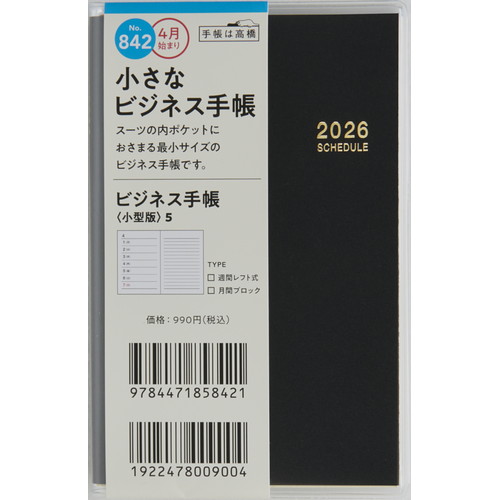 No.
842
4月
始まり
手帳は高橋
小さな
ビジネス手帳
スーツの内ポケットに
おさまる最小サイズの
ビジネス手帳です。
ビジネス手帳
〈小型版〉5
TYPE
週間レフト式
月間ブロック
価格：990円(税込)
9784471858421
1922478009004
2026
SCHEDULE